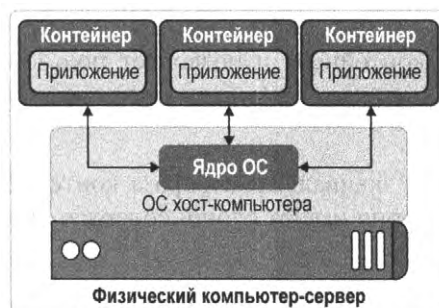 Контейнер Контейнер Контейнер
Приложение Приложение Приложение
Ядро ОС
ОС хост-компьютера
Физический компьютер-сервер